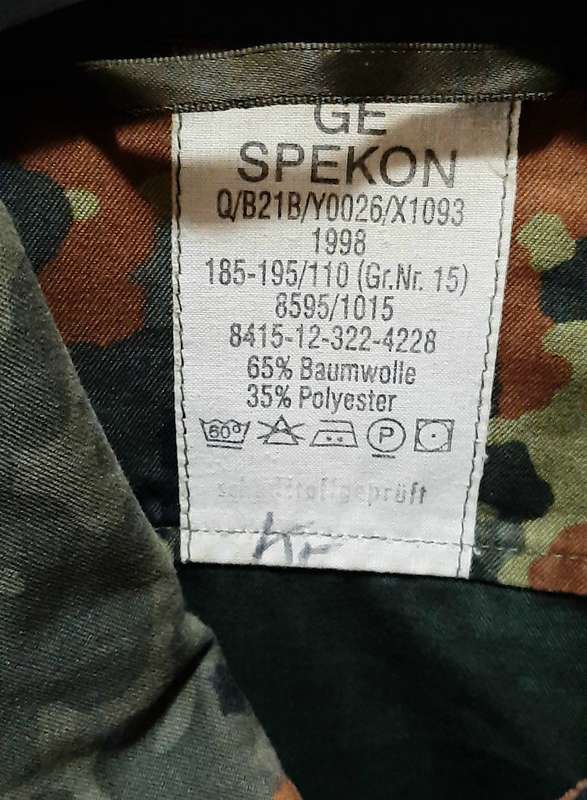 GE
SPEKON
Q/B21B/Y0026/X1093
1998
185-195/110 (Gr.Nr. 15)
8595/1015
8415-12-322-4228
65% Baumwolle
35% Polyester
60° P